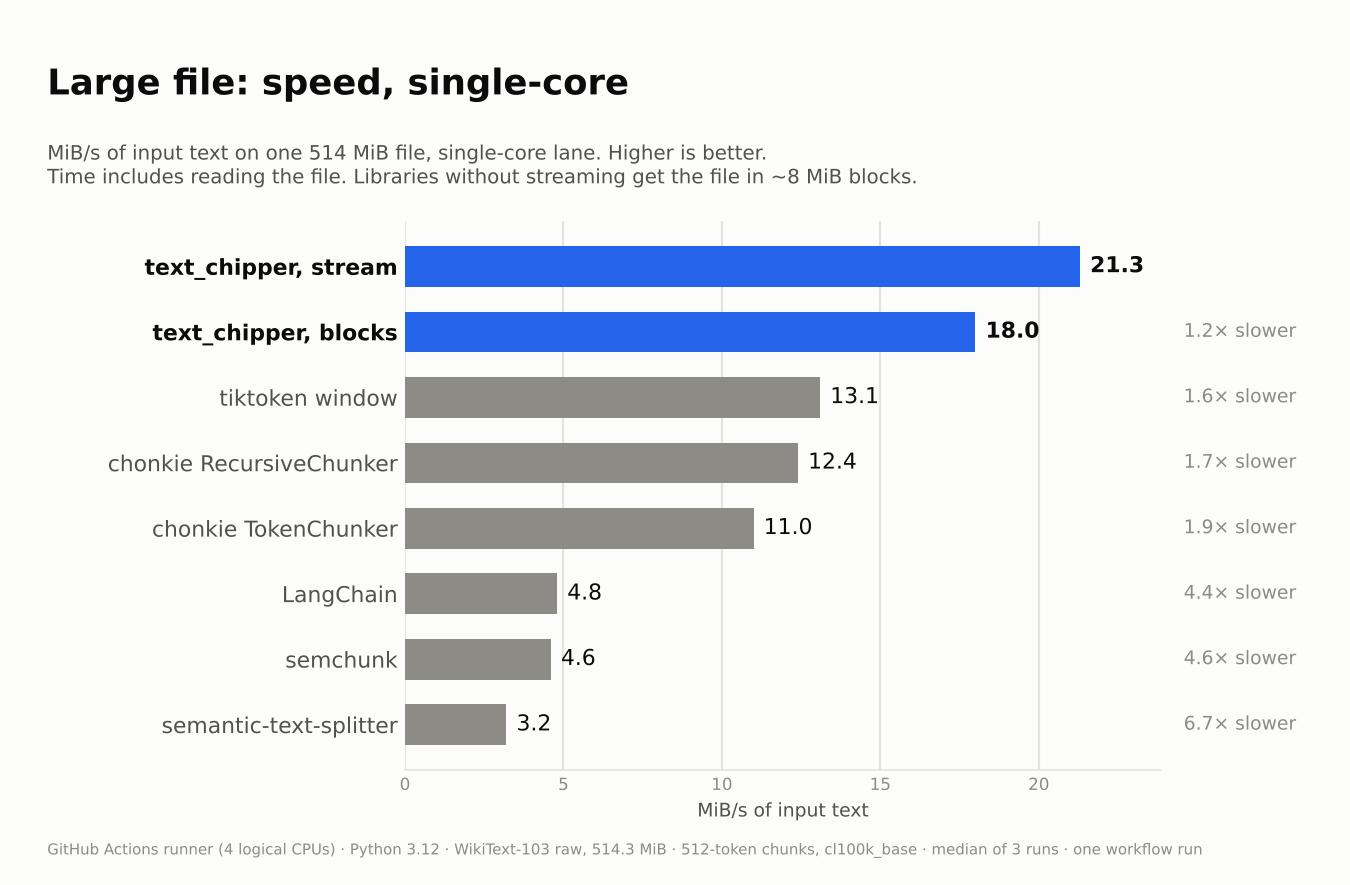 Large file: speed, single-core
MiB/s of input text on one 514 MiB file, single-core lane. Higher is better.
Time includes reading the file. Libraries without streaming get the file in ~8 MiB blocks.
text_chipper, stream 21.3
text_chipper, blocks 18.0 1.2× slower
tiktoken window 13.1 1.6× slower
chonkie RecursiveChunker 12.4 1.7× slower
chonkie TokenChunker 11.0 1.9× slower
LangChain 4.8 4.4× slower
semchunk 4.6 4.6× slower
semantic-text-splitter 3.2 6.7× slower
0 5 10 15 20
MiB/s of input text
GitHub Actions runner (4 logical CPUs) · Python 3.12 · WikiText-103 raw, 514.3 MiB · 512-token chunks, cl100k_base · median of 3 runs · one workflow run